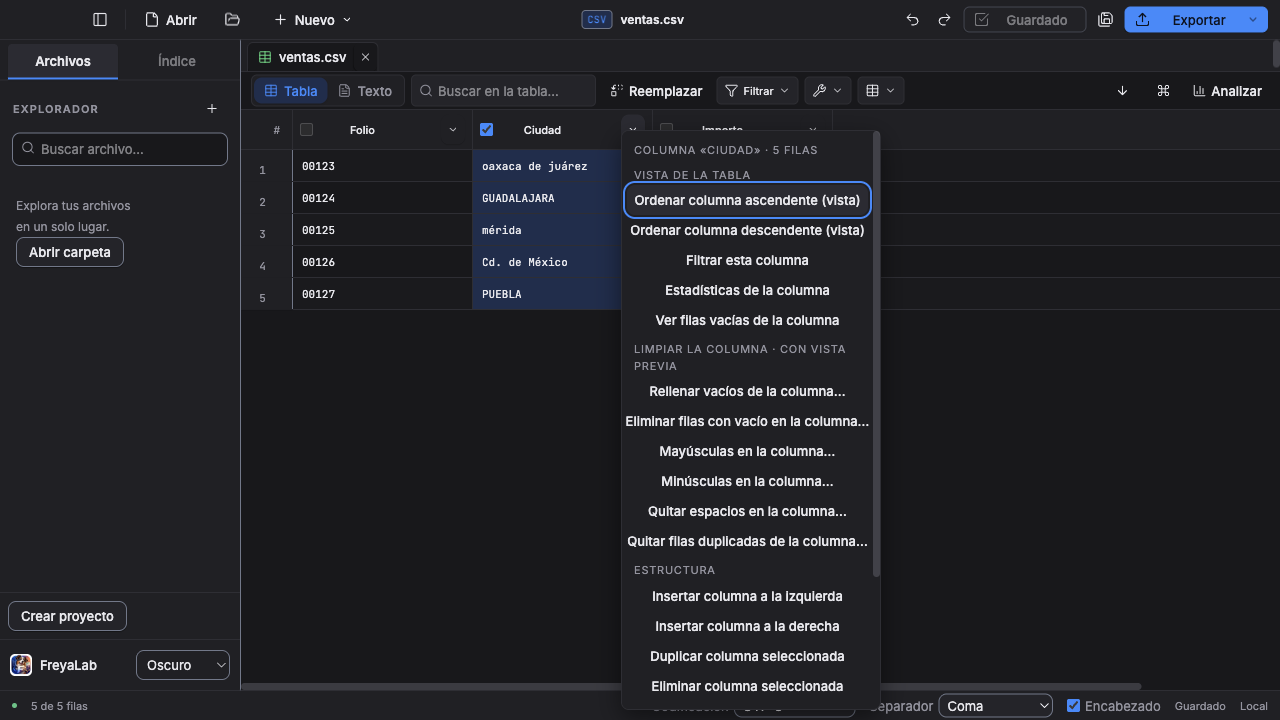 Abrir
Nuevo
CSV ventas.csv
Guardado
Exportar
Archivos
Índice
ventas.csv
EXPLORADOR
Buscar archivo...
Explora tus archivos
en un solo lugar.
Abrir carpeta
Tabla
Texto
Buscar en la tabla...
Reemplazar
Filtrar
Analizar
# Folio Ciudad
1 00123 oaxaca de juárez
2 00124 GUADALAJARA
3 00125 mérida
4 00126 Cd. de México
5 00127 PUEBLA
COLUMNA «CIUDAD» · 5 FILAS
VISTA DE LA TABLA
Ordenar columna ascendente (vista)
Ordenar columna descendente (vista)
Filtrar esta columna
Estadísticas de la columna
Ver filas vacías de la columna
LIMPIAR LA COLUMNA · CON VISTA
PREVIA
Rellenar vacíos de la columna...
Eliminar filas con vacío en la columna...
Mayúsculas en la columna...
Minúsculas en la columna...
Quitar espacios en la columna...
Quitar filas duplicadas de la columna...
ESTRUCTURA
Insertar columna a la izquierda
Insertar columna a la derecha
Duplicar columna seleccionada
Eliminar columna seleccionada
Crear proyecto
FreyaLab
Oscuro
5 de 5 filas
Coma
Encabezado
Guardado
Local